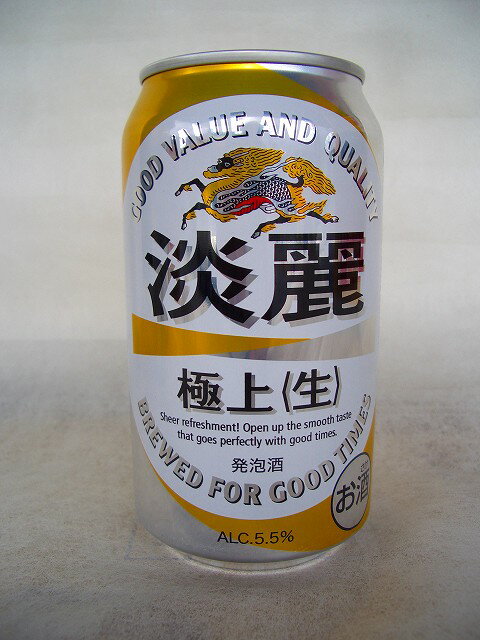 GOOD VALUE AND QUALITY
淡麗
極上〈生〉
Sheer refreshment! Open up the smooth taste
that goes perfectly with good times.
発泡酒
BREWED FOR GOOD TIMES
お酒
ALC.5.5%